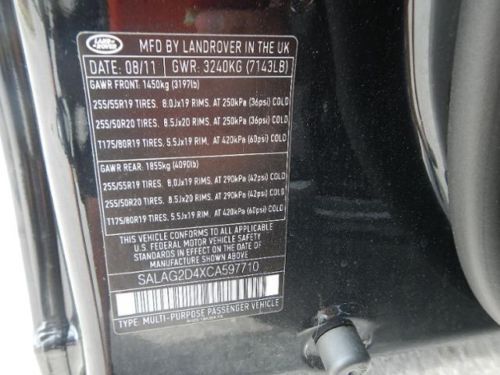 LAND ROVER
MFD BY LANDROVER IN THE UK
DATE: 08/11 GWR: 3240KG (7143LB)
GAWR FRONT: 1450kg (3197lb)
255/55R19 TIRES, 8.0Jx19 RIMS, AT 250kPa (36psi) COLD
255/50R20 TIRES, 8.5Jx20 RIMS, AT 250kPa (36psi) COLD
T175/80R19 TIRES, 5.5Jx19 RIM, AT 420kPa (60psi) COLD
GAWR REAR: 1855kg (4090lb)
255/55R19 TIRES, 8.0Jx19 RIMS, AT 290kPa (42psi) COLD
255/50R20 TIRES, 8.5Jx20 RIMS, AT 290kPa (42psi) COLD
T175/80R19 TIRES, 5.5Jx19 RIM, AT 420kPa (60psi) COLD
THIS VEHICLE CONFORMS TO ALL APPLICABLE
U.S. FEDERAL MOTOR VEHICLE SAFETY
STANDARDS IN EFFECT ON THE DATE OF
MANUFACTURE SHOWN ABOVE.
SALAG2D4XCA597710
TYPE: MULTI-PURPOSE PASSENGER VEHICLE